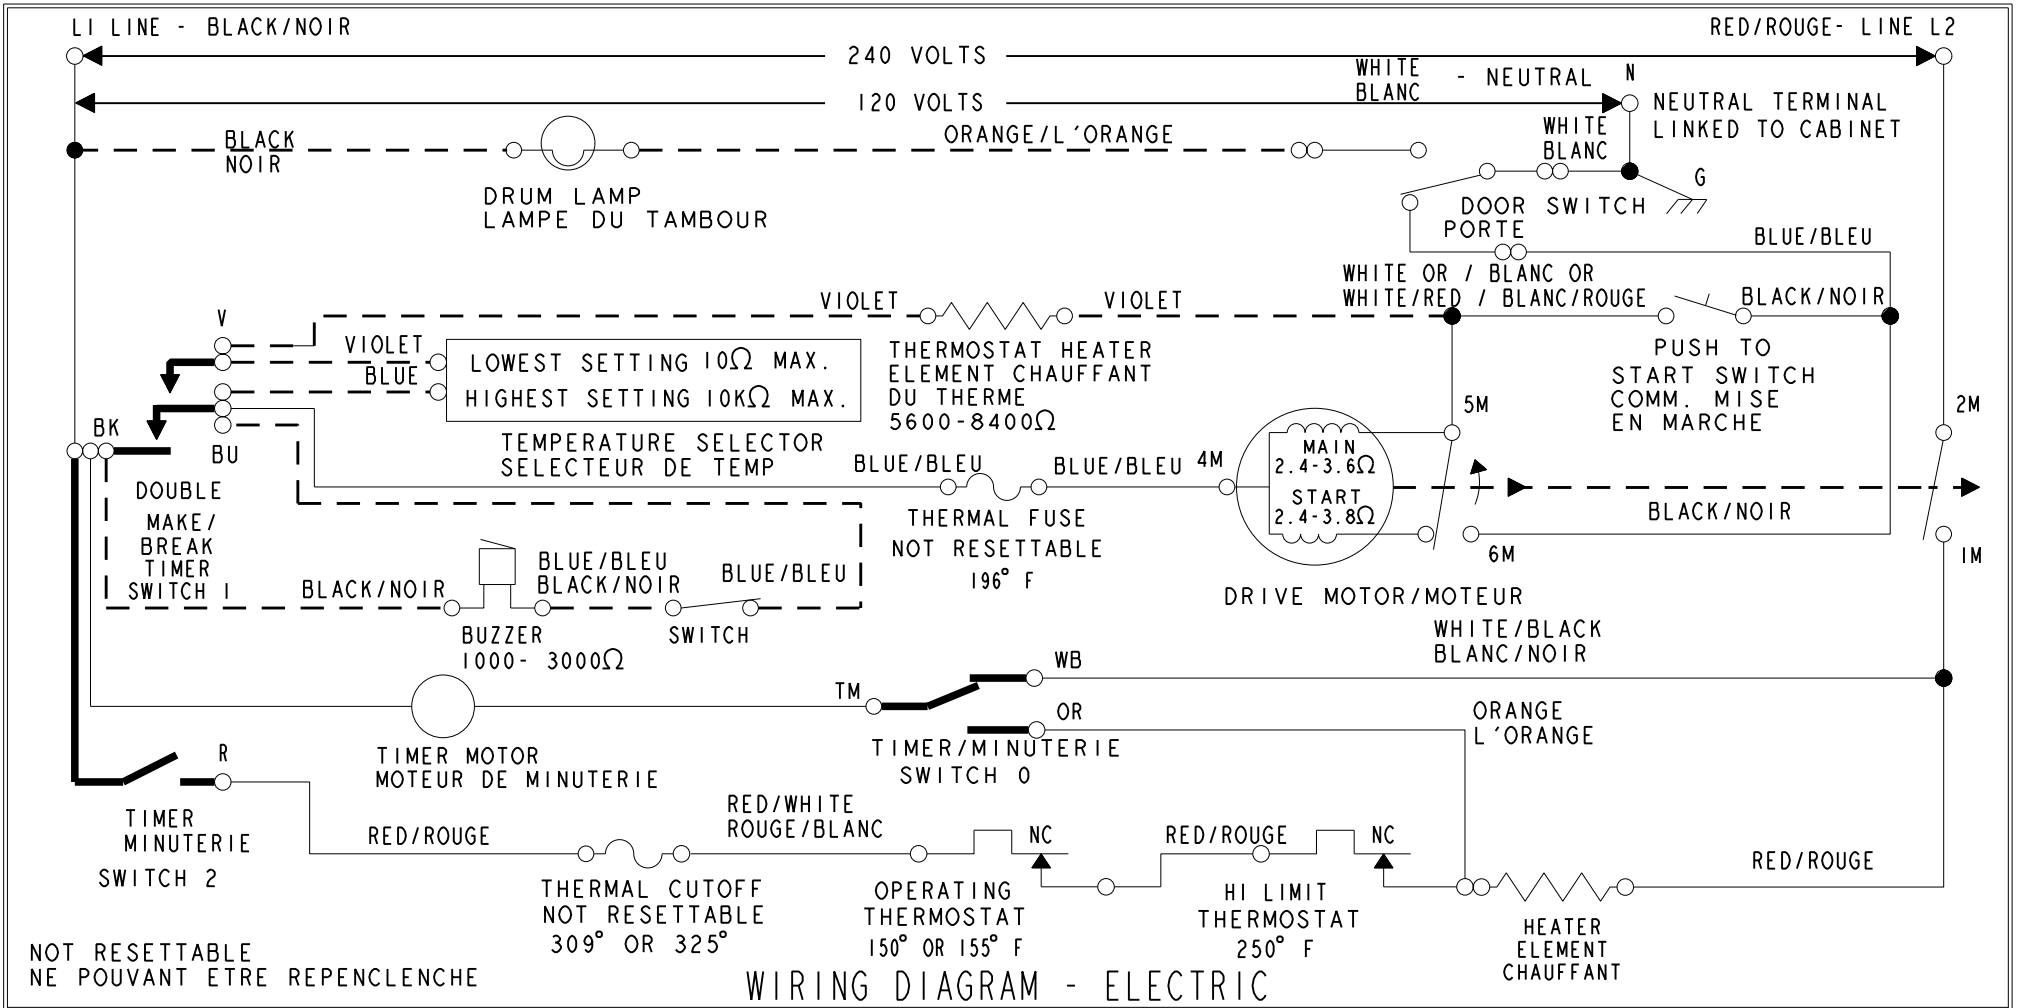 L1 LINE - BLACK/NOIR
RED/ROUGE- LINE L2
240 VOLTS
WHITE
BLANC
- NEUTRAL
N
120 VOLTS
NEUTRAL TERMINAL
LINKED TO CABINET
BLACK
NOIR
ORANGE/L'ORANGE
WHITE
BLANC
G
DRUM LAMP
LAMPE DU TAMBOUR
DOOR SWITCH
PORTE
BLUE/BLEU
WHITE OR / BLANC OR
WHITE/RED / BLANC/ROUGE
BLACK/NOIR
VIOLET
VIOLET
V
VIOLET
BLUE
LOWEST SETTING 10Ω MAX.
HIGHEST SETTING 10KΩ MAX.
THERMOSTAT HEATER
ELEMENT CHAUFFANT
DU THERME
5600-8400Ω
PUSH TO
START SWITCH
COMM. MISE
EN MARCHE
5M
2M
BK
BU
TEMPERATURE SELECTOR
SELECTEUR DE TEMP
BLUE/BLEU
BLUE/BLEU
4M
MAIN
2.4-3.6Ω
START
2.4-3.8Ω
BLACK/NOIR
DOUBLE
MAKE/
BREAK
TIMER
SWITCH 1
THERMAL FUSE
NOT RESETTABLE
196° F
6M
1M
BLACK/NOIR
BLUE/BLEU
BLACK/NOIR
BLUE/BLEU
DRIVE MOTOR/MOTEUR
BUZZER
1000- 3000Ω
SWITCH
WHITE/BLACK
BLANC/NOIR
WB
TM
OR
ORANGE
L'ORANGE
TIMER MOTOR
MOTEUR DE MINUTERIE
TIMER/MINUTERIE
SWITCH 0
R
TIMER
MINUTERIE
SWITCH 2
RED/ROUGE
RED/WHITE
ROUGE/BLANC
NC
RED/ROUGE
NC
RED/ROUGE
THERMAL CUTOFF
NOT RESETTABLE
309° OR 325°
OPERATING
THERMOSTAT
150° OR 155° F
HI LIMIT
THERMOSTAT
250° F
HEATER
ELEMENT
CHAUFFANT
NOT RESETTABLE
NE POUVANT ETRE REPENCLENCHE
WIRING DIAGRAM - ELECTRIC